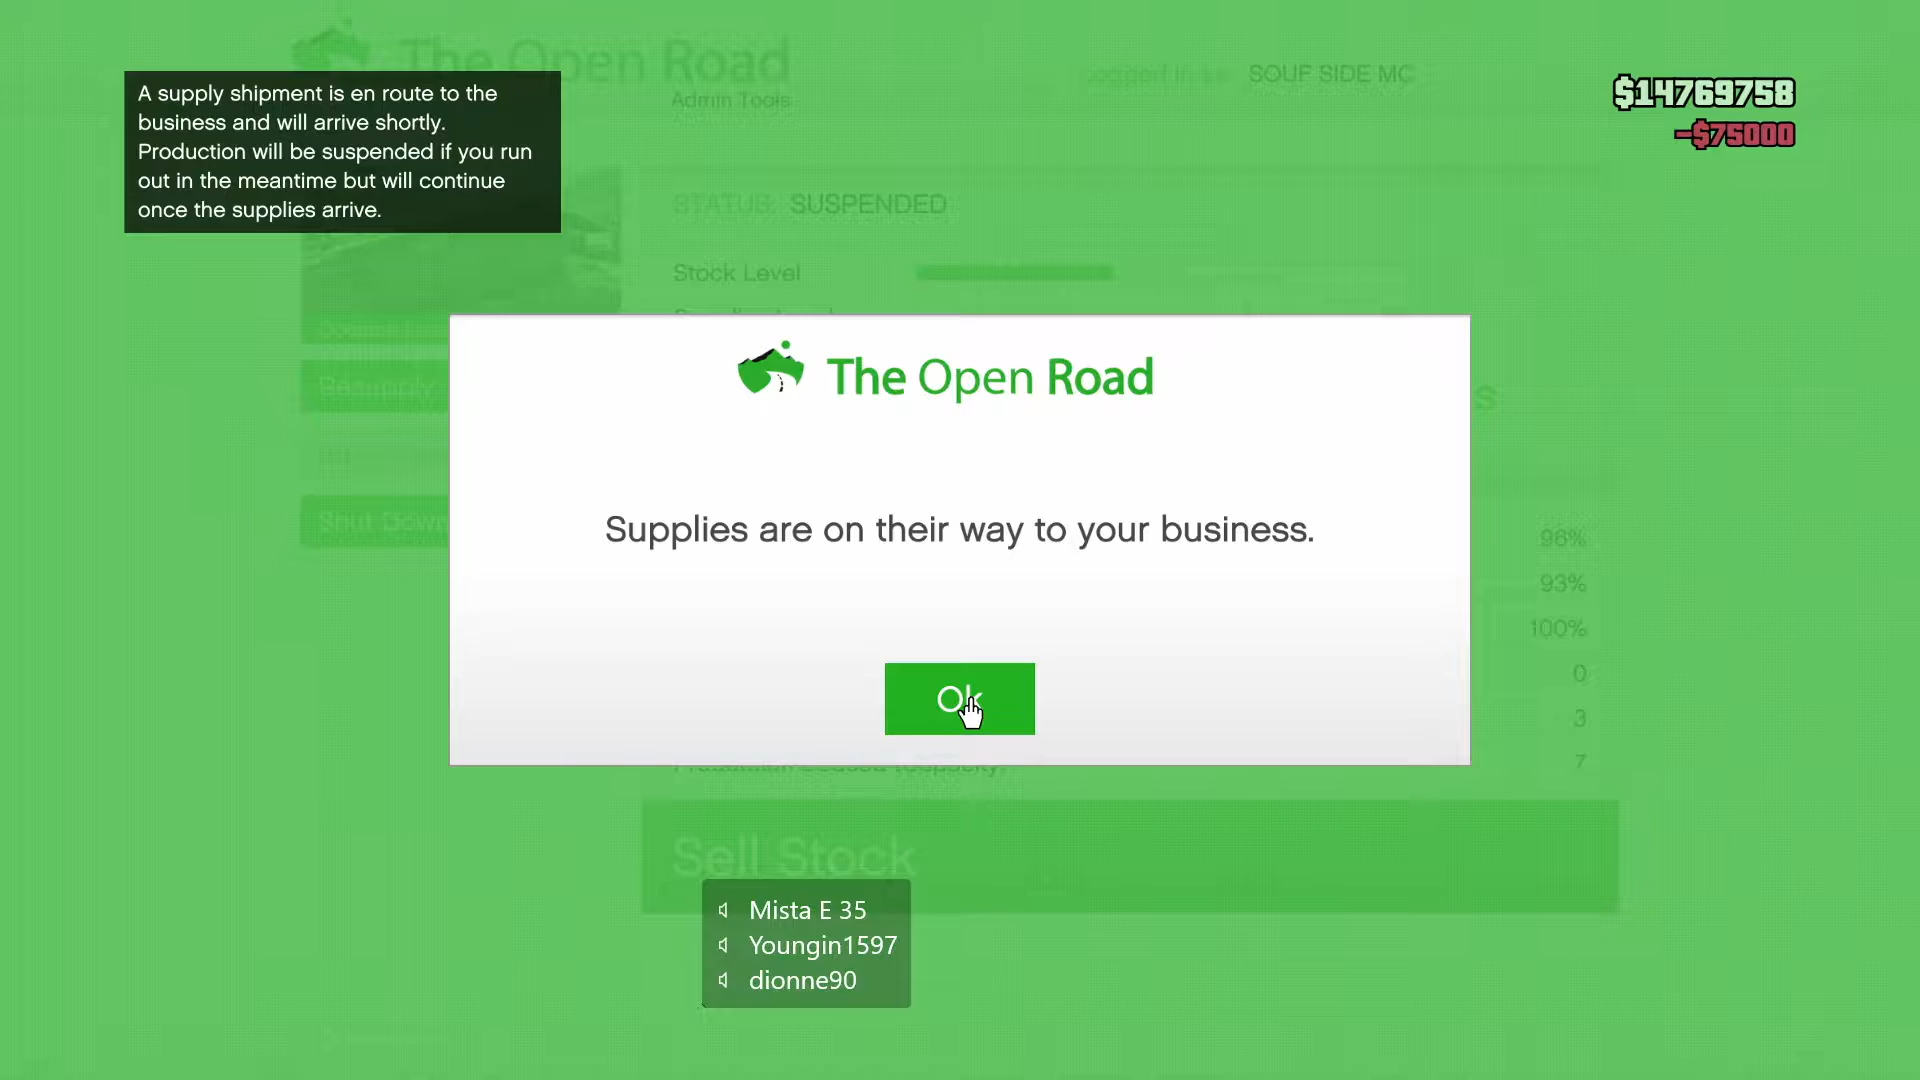 The Open Road
Admin Tools
SOUF SIDE MC
$14769758
-$75000
A supply shipment is en route to the
business and will arrive shortly.
Production will be suspended if you run
out in the meantime but will continue
once the supplies arrive.
STATUS: SUSPENDED
Stock Level
The Open Road
Resupply
Supplies are on their way to your business.
Shut Down
96%
93%
100%
0
3
7
Ok
Sell Stock
Mista E 35
Youngin1597
dionne90